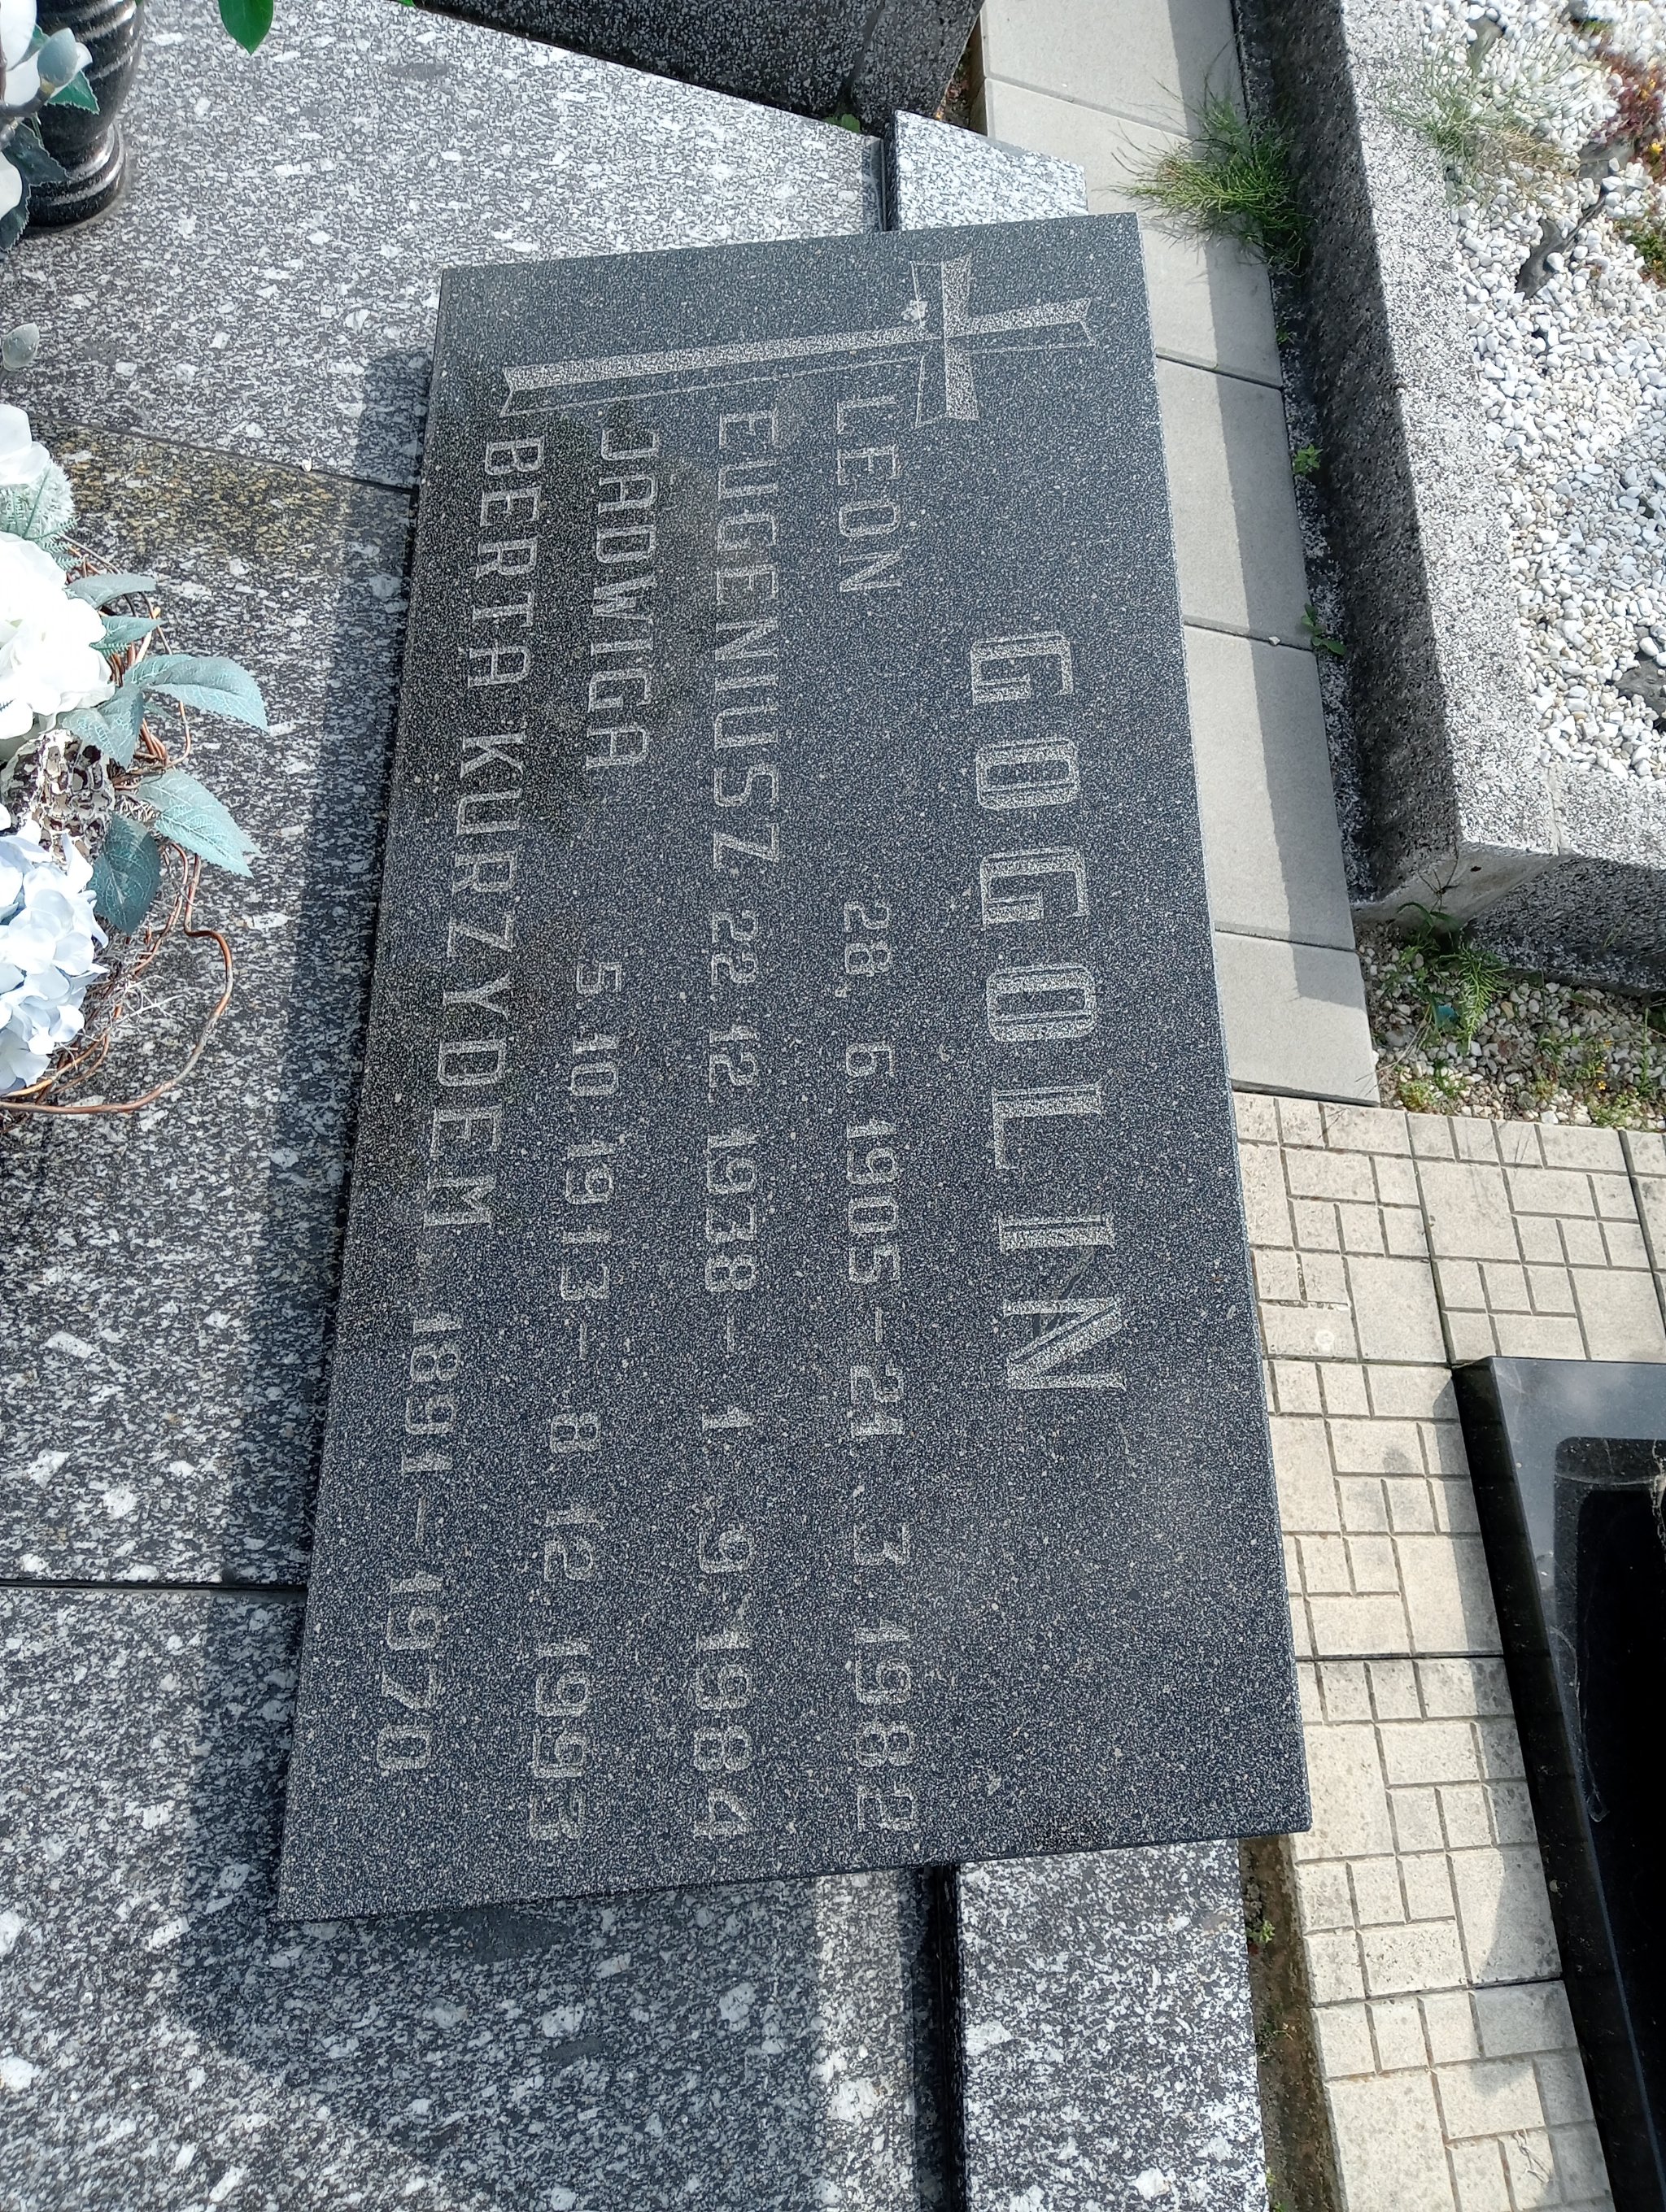 GOGOLIN
LEON 28. 6. 1905 – 21. 3. 1982
EUGENIUSZ 22. 12. 1938 – 1. 9. 1984
JADWIGA 5. 10. 1913 – 8. 12. 1993
BERTA KURZYDEM 1891 – 1970